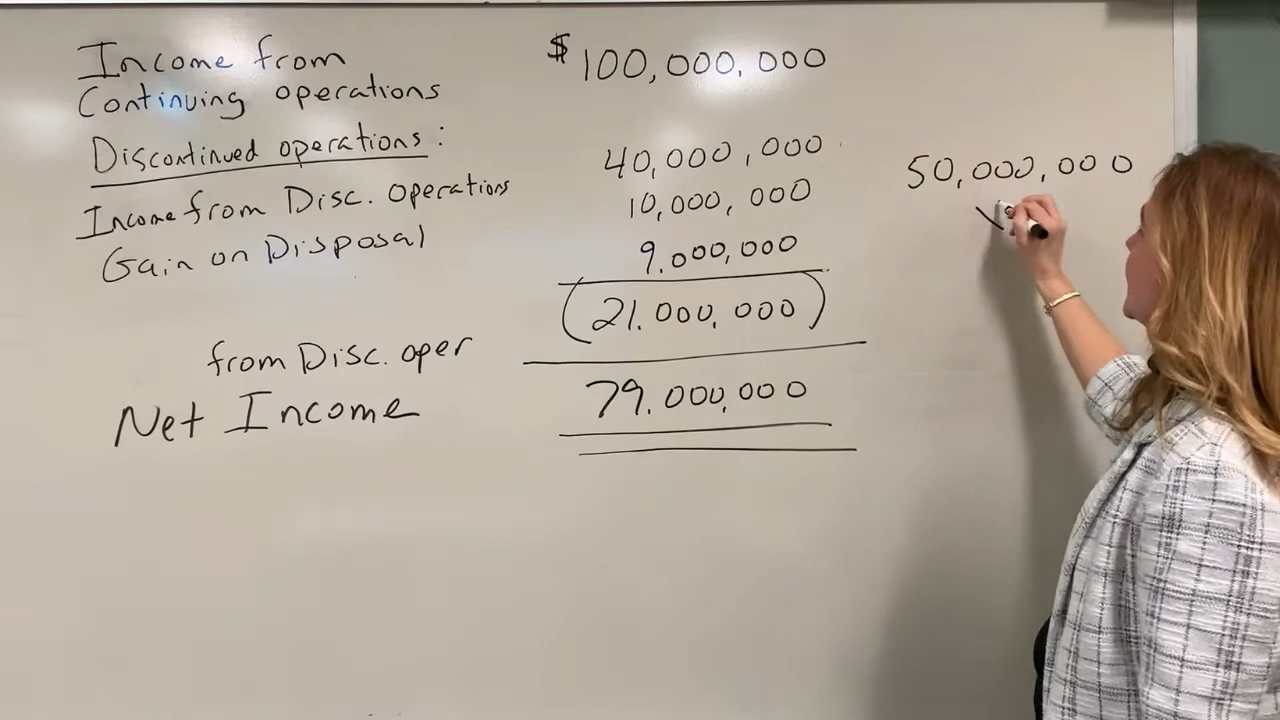 Income from $ 100,000,000
Continuing operations
Discontinued operations:
40,000,000 50,000,000
Income from Disc. operations 10,000,000
Gain on Disposal 9.000,000
(21.000,000)
from Disc. oper
Net Income 79.000,000